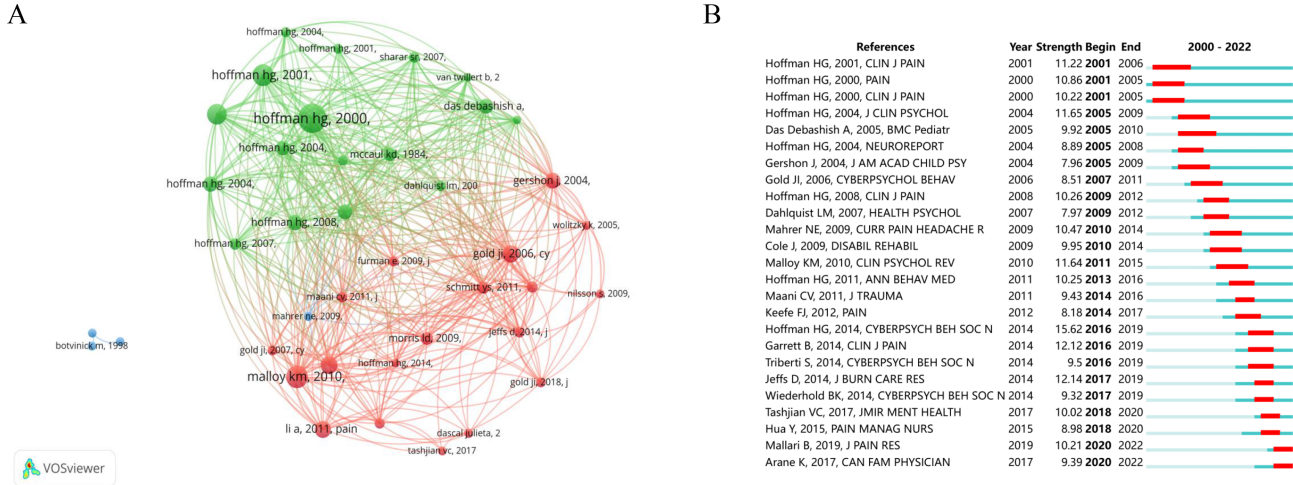 A
hoffman hg, 2004,
hoffman hg, 2001,
sharar sr, 2007,
hoffman hg, 2001,
van twillert b, 2
das debashish a,
hoffman hg, 2000,
hoffman hg, 2004,
mccaul kd, 1984,
gershon j, 2004,
hoffman hg, 2004,
dahlquist lm, 200
hoffman hg, 2008,
wolitzky k, 2005,
hoffman hg, 2007,
gold ji, 2006, cy
furman e, 2009, j
schmitt ys, 2011,
nilsson s, 2009,
maani cv, 2011, j
mahrer ne, 2009,
jeffs d, 2014, j
botvinick m, 1998
morris ld, 2009,
gold ji, 2007, cy
hoffman hg, 2014,
malloy km, 2010,
gold ji, 2018, j
li a, 2011, pain
dascal julieta, 2
tashjian vc, 2017
VOSviewer
B
References Year Strength Begin End 2000 - 2022
Hoffman HG, 2001, CLIN J PAIN 2001 11.22 2001 2006
Hoffman HG, 2000, PAIN 2000 10.86 2001 2005
Hoffman HG, 2000, CLIN J PAIN 2000 10.22 2001 2005
Hoffman HG, 2004, J CLIN PSYCHOL 2004 11.65 2005 2009
Das Debashish A, 2005, BMC Pediatr 2005 9.92 2005 2010
Hoffman HG, 2004, NEUROREPORT 2004 8.89 2005 2008
Gershon J, 2004, J AM ACAD CHILD PSY 2004 7.96 2005 2009
Gold JI, 2006, CYBERPSYCHOL BEHAV 2006 8.51 2007 2011
Hoffman HG, 2008, CLIN J PAIN 2008 10.26 2009 2012
Dahlquist LM, 2007, HEALTH PSYCHOL 2007 7.97 2009 2012
Mahrer NE, 2009, CURR PAIN HEADACHE R 2009 10.47 2010 2014
Cole J, 2009, DISABIL REHABIL 2009 9.95 2010 2014
Malloy KM, 2010, CLIN PSYCHOL REV 2010 11.64 2011 2015
Hoffman HG, 2011, ANN BEHAV MED 2011 10.25 2013 2016
Maani CV, 2011, J TRAUMA 2011 9.43 2014 2016
Keefe FJ, 2012, PAIN 2012 8.18 2014 2017
Hoffman HG, 2014, CYBERPSYCH BEH SOC N 2014 15.62 2016 2019
Garrett B, 2014, CLIN J PAIN 2014 12.12 2016 2019
Triberti S, 2014, CYBERPSYCH BEH SOC N 2014 9.5 2016 2019
Jeffs D, 2014, J BURN CARE RES 2014 12.14 2017 2019
Wiederhold BK, 2014, CYBERPSYCH BEH SOC N 2014 9.32 2017 2019
Tashjian VC, 2017, JMIR MENT HEALTH 2017 10.02 2018 2020
Hua Y, 2015, PAIN MANAG NURS 2015 8.98 2018 2020
Mallari B, 2019, J PAIN RES 2019 10.21 2020 2022
Arane K, 2017, CAN FAM PHYSICIAN 2017 9.39 2020 2022